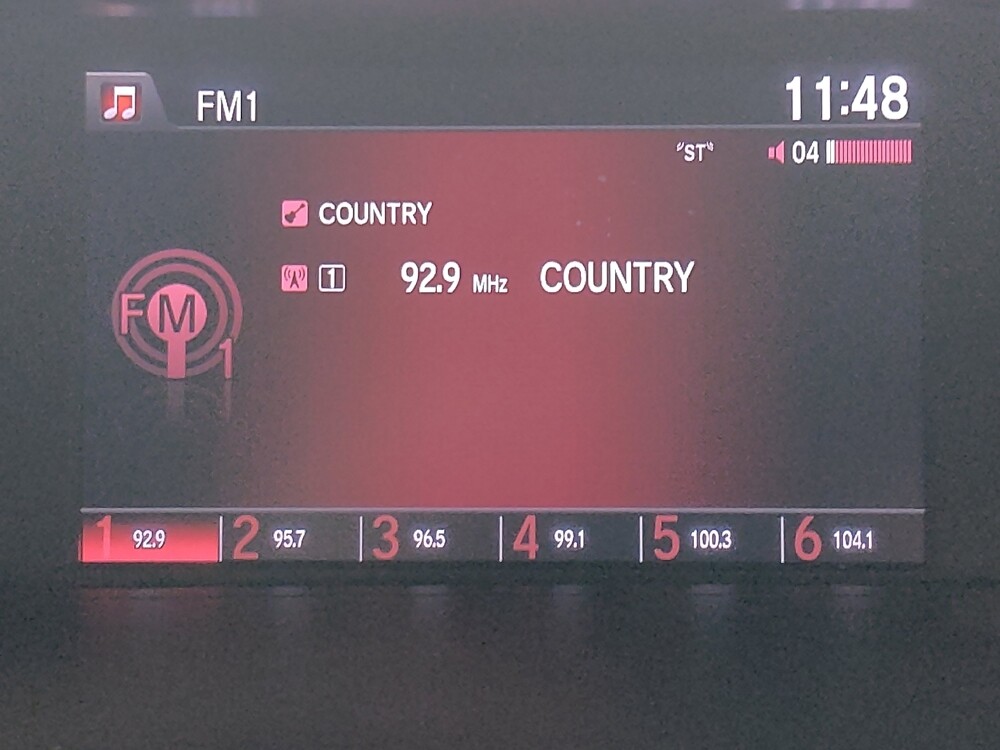 FM1
11:48
"ST" 04
COUNTRY
1 92.9 MHz COUNTRY
FM1
1 92.9 2 95.7 3 96.5 4 99.1 5 100.3 6 104.1